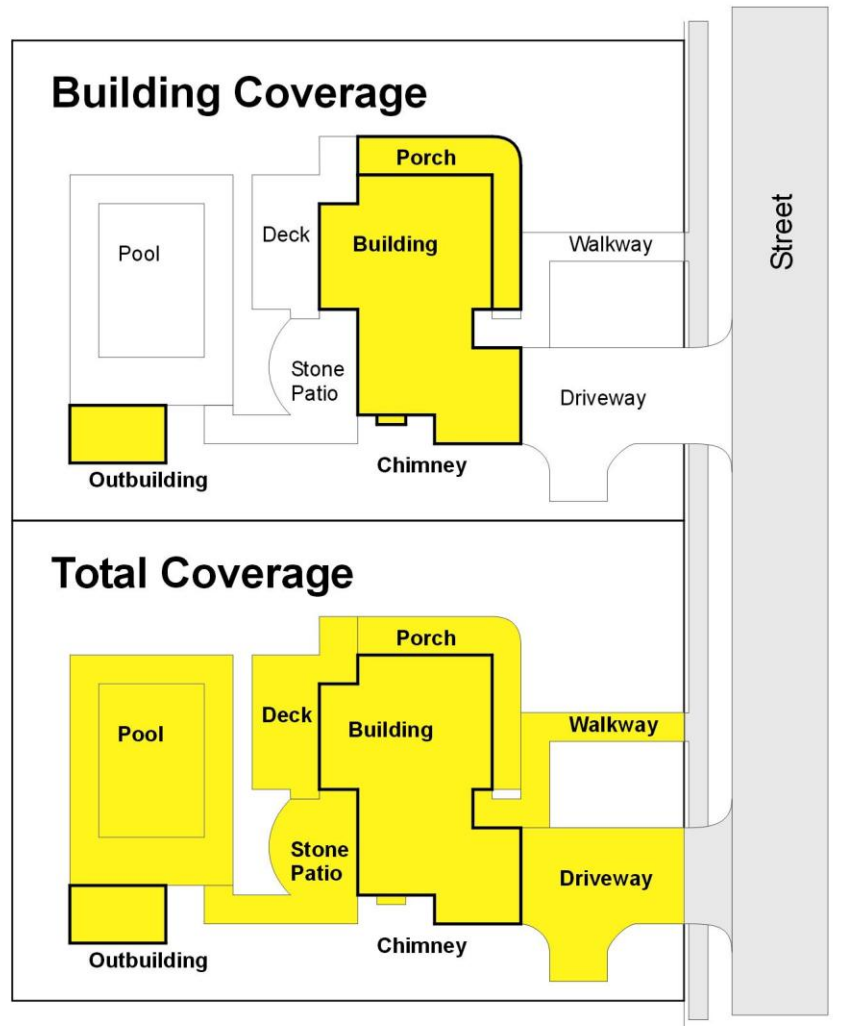 Building Coverage
Porch
Pool
Deck
Building
Walkway
Street
Stone
Patio
Driveway
Chimney
Outbuilding
Total Coverage
Porch
Pool
Deck
Building
Walkway
Stone
Patio
Driveway
Chimney
Outbuilding